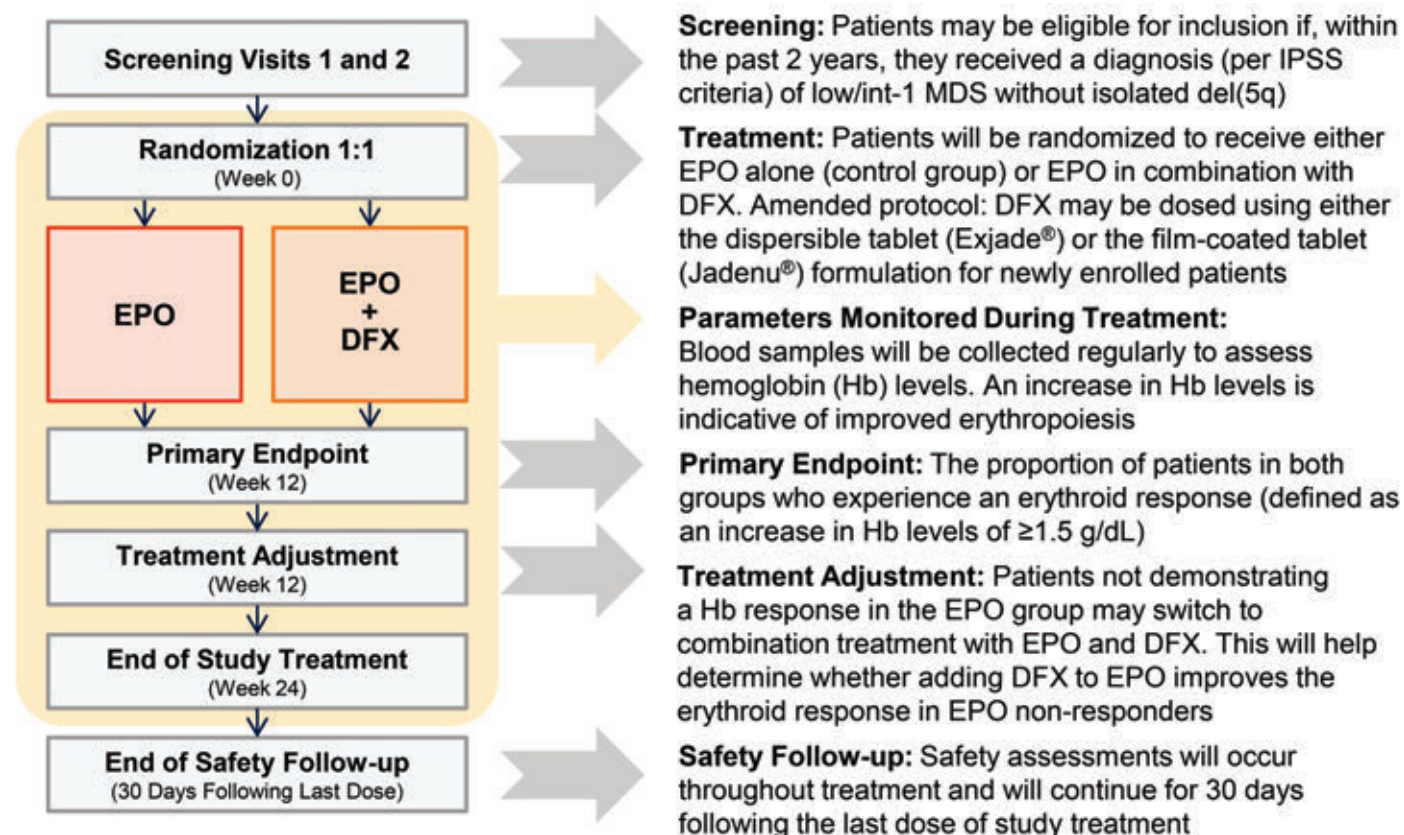 Screening Visits 1 and 2
Randomization 1:1
(Week 0)
EPO
EPO
+
DFX
Primary Endpoint
(Week 12)
Treatment Adjustment
(Week 12)
End of Study Treatment
(Week 24)
End of Safety Follow-up
(30 Days Following Last Dose)
Screening: Patients may be eligible for inclusion if, within
the past 2 years, they received a diagnosis (per IPSS
criteria) of low/int-1 MDS without isolated del(5q)
Treatment: Patients will be randomized to receive either
EPO alone (control group) or EPO in combination with
DFX. Amended protocol: DFX may be dosed using either
the dispersible tablet (Exjade®) or the film-coated tablet
(Jadenu®) formulation for newly enrolled patients
Parameters Monitored During Treatment:
Blood samples will be collected regularly to assess
hemoglobin (Hb) levels. An increase in Hb levels is
indicative of improved erythropoiesis
Primary Endpoint: The proportion of patients in both
groups who experience an erythroid response (defined as
an increase in Hb levels of ≥1.5 g/dL)
Treatment Adjustment: Patients not demonstrating
a Hb response in the EPO group may switch to
combination treatment with EPO and DFX. This will help
determine whether adding DFX to EPO improves the
erythroid response in EPO non-responders
Safety Follow-up: Safety assessments will occur
throughout treatment and will continue for 30 days
following the last dose of study treatment